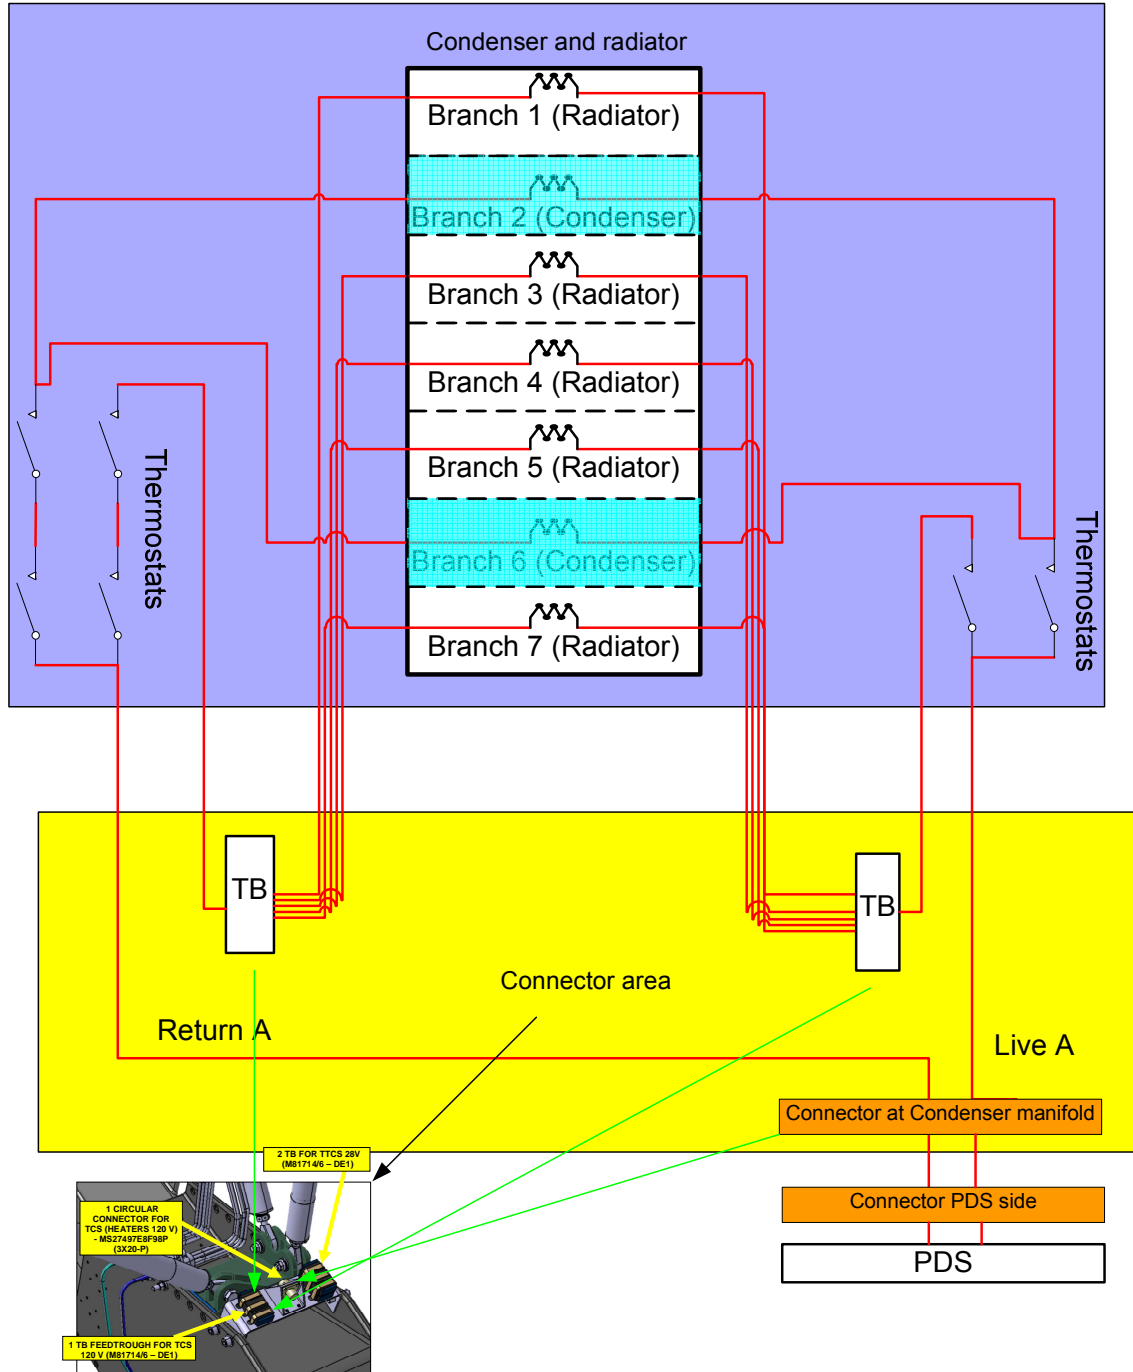 Condenser and radiator
Branch 1 (Radiator)
Branch 2 (Condenser)
Branch 3 (Radiator)
Branch 4 (Radiator)
Branch 5 (Radiator)
Branch 6 (Condenser)
Branch 7 (Radiator)
Thermostats
Thermostats
TB
TB
Connector area
Return A
Live A
Connector at Condenser manifold
2 TB FOR TTCS 28V
(M81714/6 – DE1)
Connector PDS side
1 CIRCULAR
CONNECTOR FOR
TCS (HEATERS 120 V)
- MS27497E8F98P
(3X20-P)
PDS
1 TB FEEDTROUGH FOR TCS
120 V (M81714/6 – DE1)